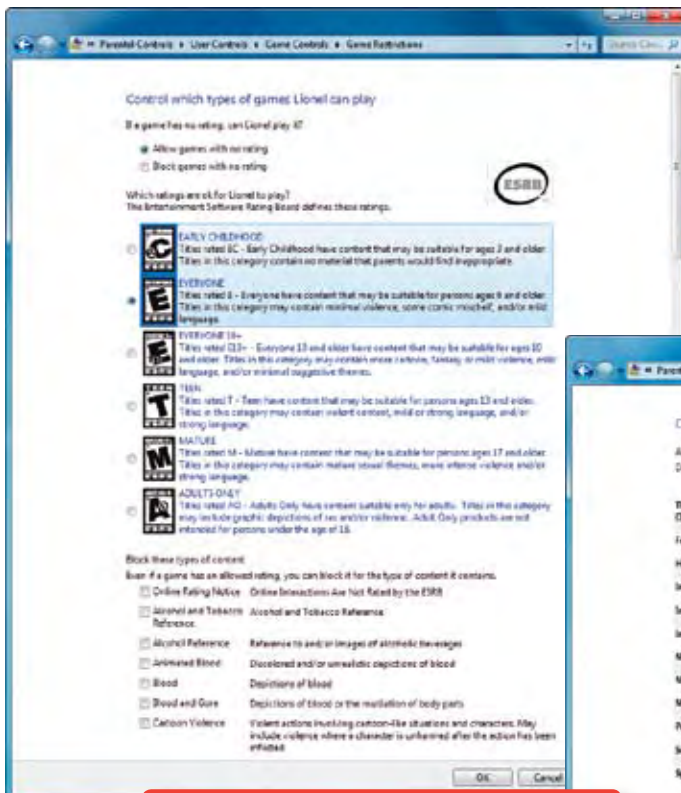 Parental Controls ▸ User Controls ▸ Game Controls ▸ Game Restrictions
Control which types of games Lionel can play
If a game has no rating, can Lionel play it?
Allow games with no rating
Block games with no rating
ESRB
Which ratings are ok for Lionel to play?
The Entertainment Software Rating Board defines these ratings.
EARLY CHILDHOOD
Titles rated EC - Early Childhood have content that may be suitable for ages 3 and older.
Titles in this category contain no material that parents would find inappropriate.
EVERYONE
Titles rated E - Everyone have content that may be suitable for persons ages 6 and older.
Titles in this category may contain minimal violence, some comic mischief, and/or mild
language.
EVERYONE 10+
Titles rated E10+ - Everyone 10 and older have content that may be suitable for ages 10
and older. Titles in this category may contain more cartoon, fantasy or mild violence, mild
language, and/or minimal suggestive themes.
TEEN
Titles rated T - Teen have content that may be suitable for persons ages 13 and older.
Titles in this category may contain violent content, mild or strong language, and/or
strong language.
MATURE
Titles rated M - Mature have content that may be suitable for persons ages 17 and older.
Titles in this category may contain mature sexual themes, more intense violence and/or
strong language.
ADULTS ONLY
Titles rated AO - Adults Only have content suitable only for adults. Titles in this category
may include graphic depictions of sex and/or violence. Adult Only products are not
intended for persons under the age of 18.
Block these types of content
Even if a game has an allowed rating, you can block it for the type of content it contains.
Online Rating Notice Online Interactions Are Not Rated by the ESRB
Alcohol and Tobacco Alcohol and Tobacco Reference
Reference
Alcohol Reference Reference to and/or images of alcoholic beverages
Animated Blood Discolored and/or unrealistic depictions of blood
Blood Depictions of blood
Blood and Gore Depictions of blood or the mutilation of body parts
Cartoon Violence Violent actions involving cartoon-like situations and characters. May
include violence where a character is unharmed after the action has been
inflicted
OK Cancel